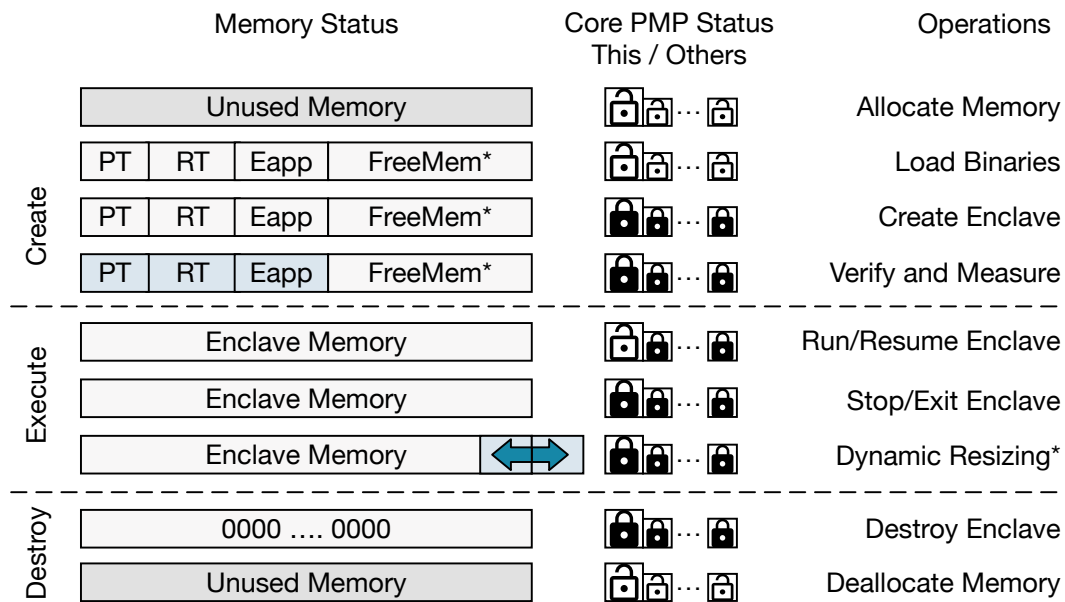 Memory Status
Core PMP Status
This / Others
Operations
Create
Unused Memory
...
Allocate Memory
PT RT Eapp FreeMem*
...
Load Binaries
PT RT Eapp FreeMem*
...
Create Enclave
PT RT Eapp FreeMem*
...
Verify and Measure
Execute
Enclave Memory
...
Run/Resume Enclave
Enclave Memory
...
Stop/Exit Enclave
Enclave Memory
...
Dynamic Resizing*
Destroy
0000 .... 0000
...
Destroy Enclave
Unused Memory
...
Deallocate Memory